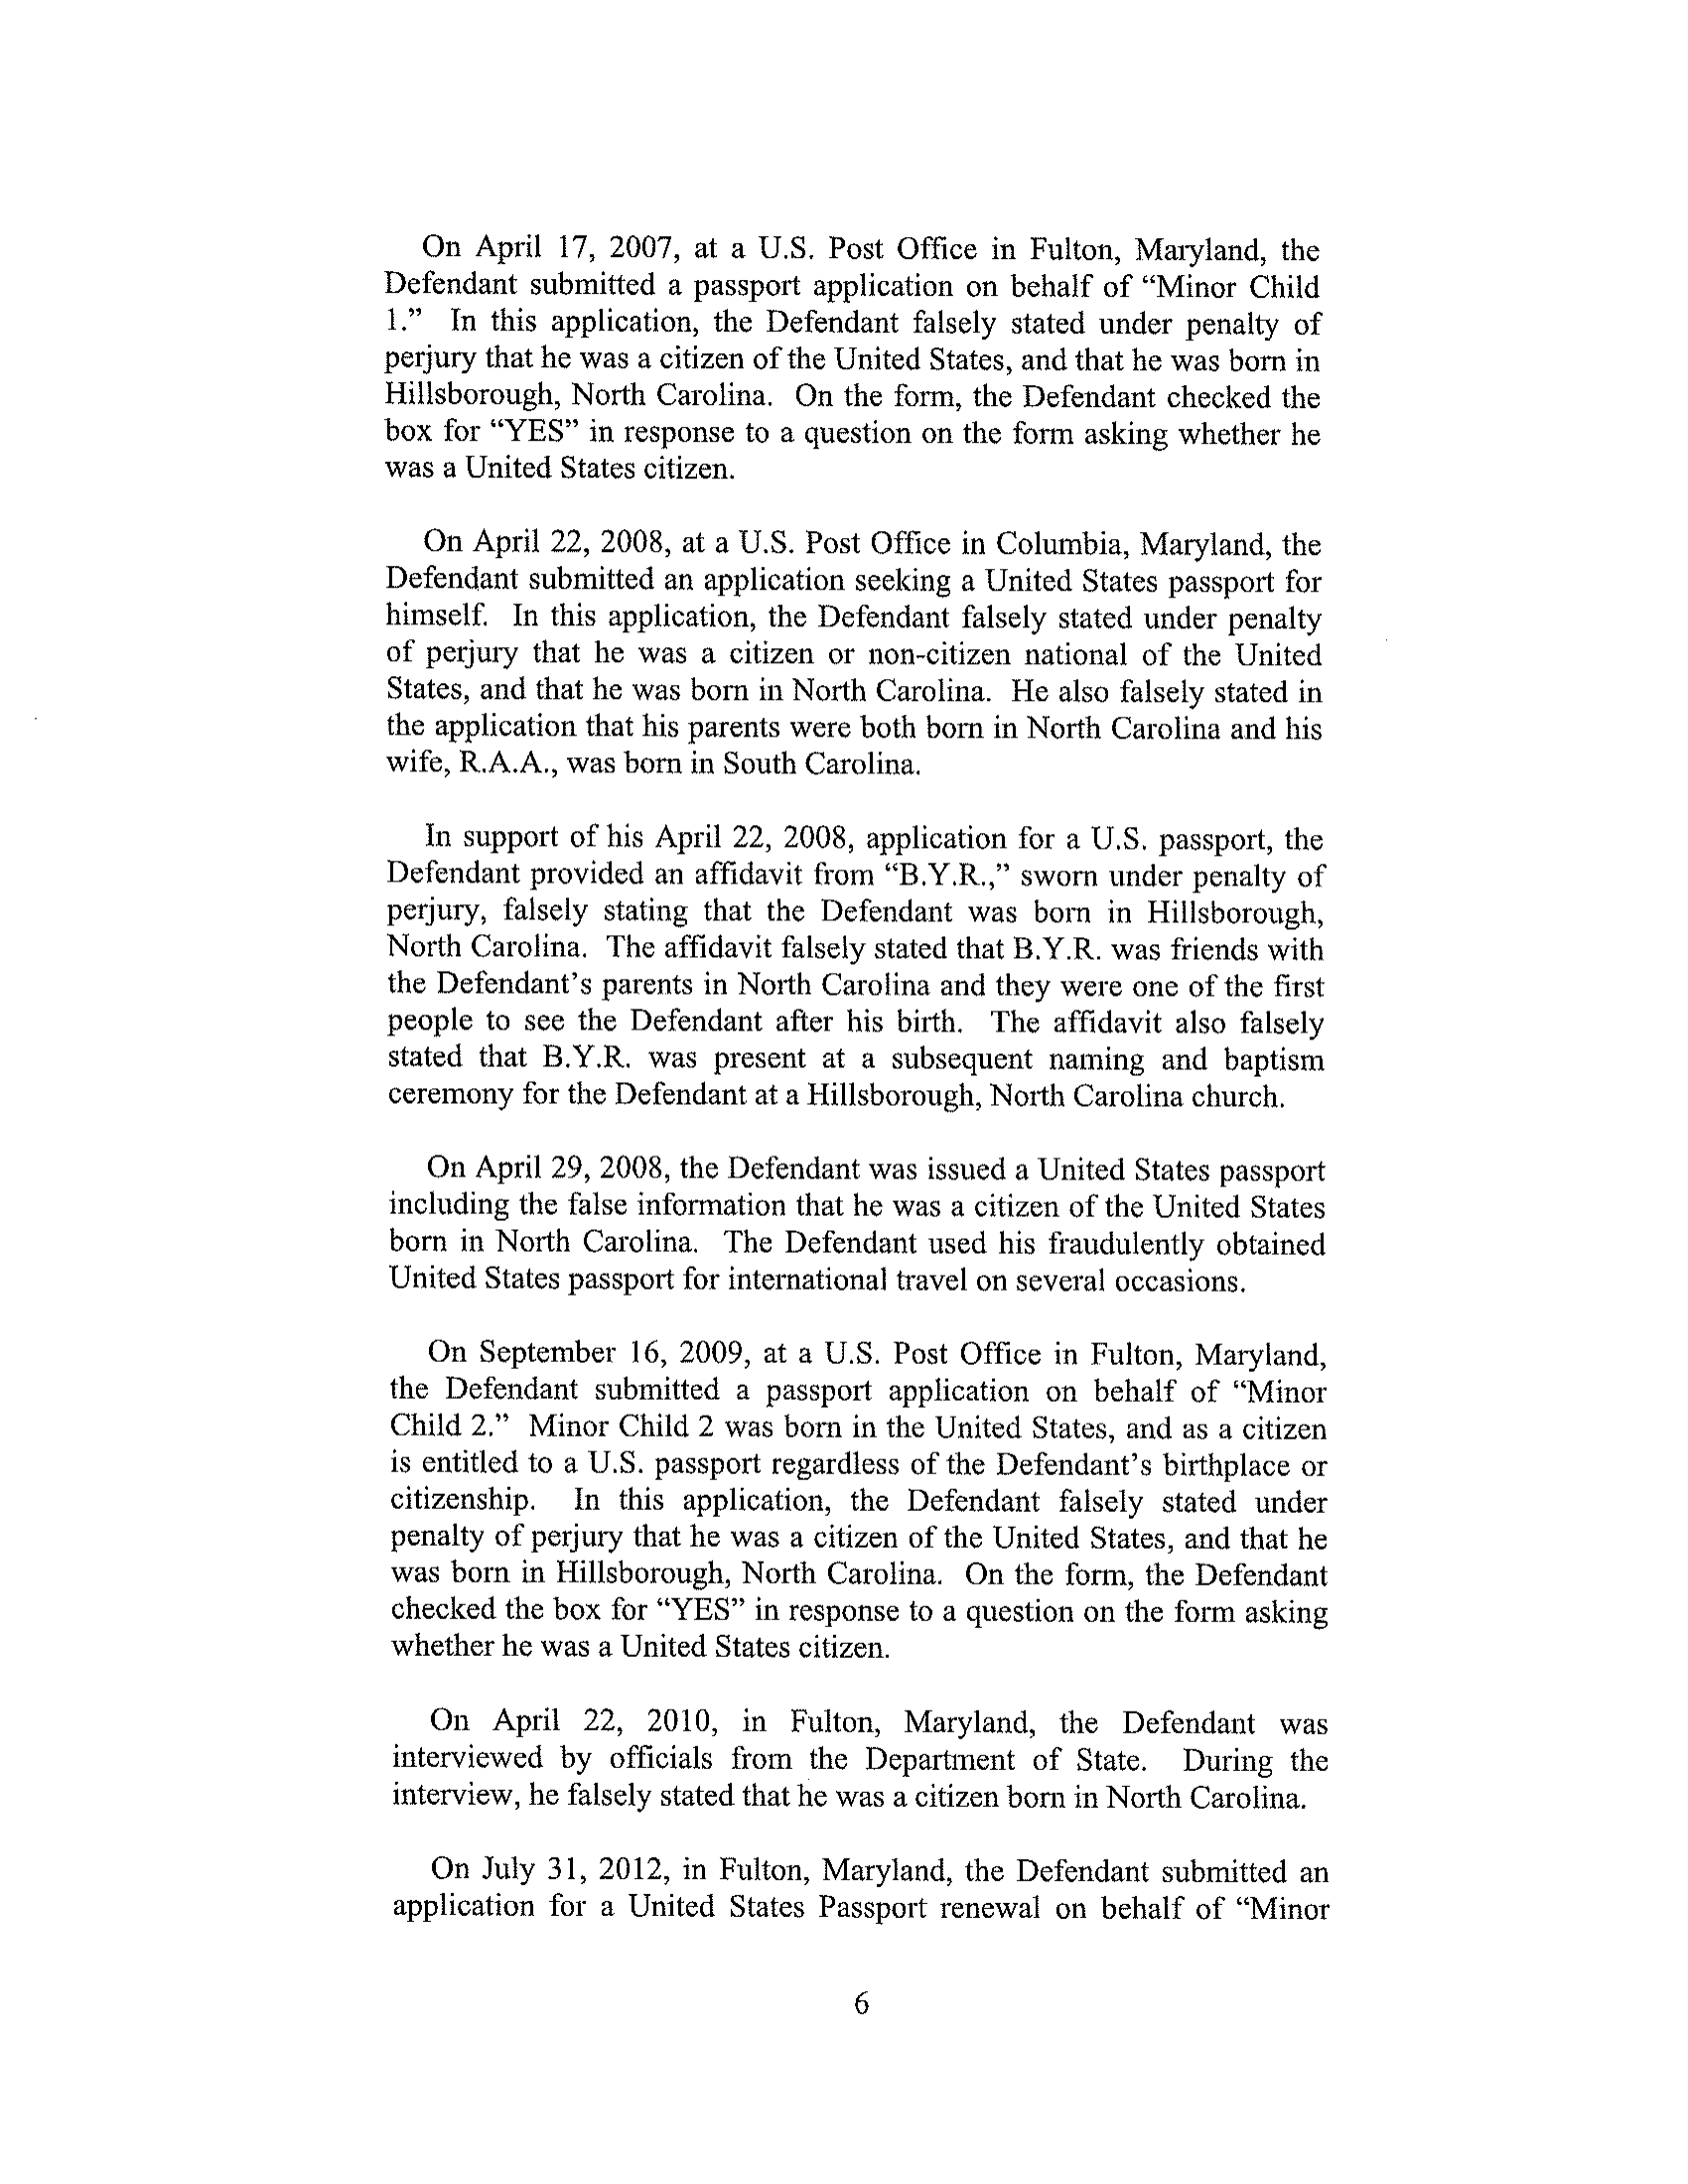 On April 17, 2007, at a U.S. Post Office in Fulton, Maryland, the
Defendant submitted a passport application on behalf of “Minor Child
1.” In this application, the Defendant falsely stated under penalty of
perjury that he was a citizen of the United States, and that he was born in
Hillsborough, North Carolina. On the form, the Defendant checked the
box for “YES” in response to a question on the form asking whether he
was a United States citizen.
On April 22, 2008, at a U.S. Post Office in Columbia, Maryland, the
Defendant submitted an application seeking a United States passport for
himself. In this application, the Defendant falsely stated under penalty
of perjury that he was a citizen or non-citizen national of the United
States, and that he was born in North Carolina. He also falsely stated in
the application that his parents were both born in North Carolina and his
wife, R.A.A., was born in South Carolina.
In support of his April 22, 2008, application for a U.S. passport, the
Defendant provided an affidavit from “B.Y.R.,” sworn under penalty of
perjury, falsely stating that the Defendant was born in Hillsborough,
North Carolina. The affidavit falsely stated that B.Y.R. was friends with
the Defendant’s parents in North Carolina and they were one of the first
people to see the Defendant after his birth. The affidavit also falsely
stated that B.Y.R. was present at a subsequent naming and baptism
ceremony for the Defendant at a Hillsborough, North Carolina church.
On April 29, 2008, the Defendant was issued a United States passport
including the false information that he was a citizen of the United States
born in North Carolina. The Defendant used his fraudulently obtained
United States passport for international travel on several occasions.
On September 16, 2009, at a U.S. Post Office in Fulton, Maryland,
the Defendant submitted a passport application on behalf of “Minor
Child 2.” Minor Child 2 was born in the United States, and as a citizen
is entitled to a U.S. passport regardless of the Defendant’s birthplace or
citizenship. In this application, the Defendant falsely stated under
penalty of perjury that he was a citizen of the United States, and that he
was born in Hillsborough, North Carolina. On the form, the Defendant
checked the box for “YES” in response to a question on the form asking
whether he was a United States citizen.
On April 22, 2010, in Fulton, Maryland, the Defendant was
interviewed by officials from the Department of State. During the
interview, he falsely stated that he was a citizen born in North Carolina.
On July 31, 2012, in Fulton, Maryland, the Defendant submitted an
application for a United States Passport renewal on behalf of “Minor
6